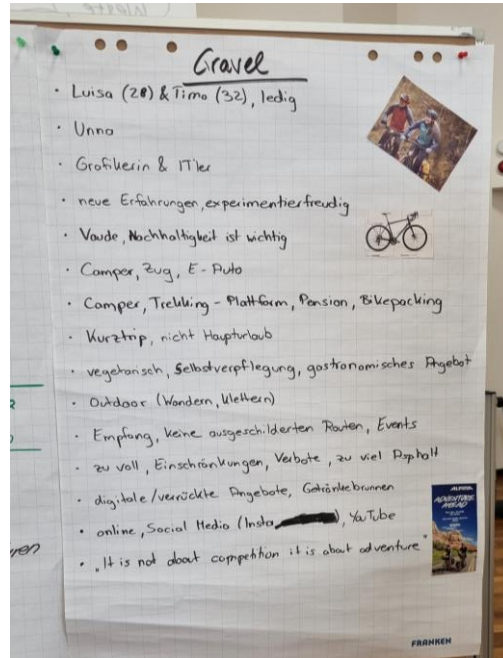 Gravel
· Luisa (28) & Timo (32), ledig
· Unna
· Grafikerin & ITler
· neue Erfahrungen, experimentierfreudig
· Vaude, Nachhaltigkeit ist wichtig
· Camper, Zug, E-Auto
· Camper, Trekking-Plattform, Pension, Bikepacking
· Kurztrip, nicht Haupturlaub
· vegetarisch, Selbstverpflegung, gastronomisches Angebot
· Outdoor (Wandern, Klettern)
· Empfang, keine ausgeschilderten Routen, Events
· zu voll, Einschränkungen, Verbote, zu viel Asphalt
· digitale/verrückte Angebote, Getränkebrunnen
· online, Social Media (Insta ), YouTube
· „It is not about competition it is about adventure"
ALPINA
ADVENTURE
AHEAD
FRANKEN